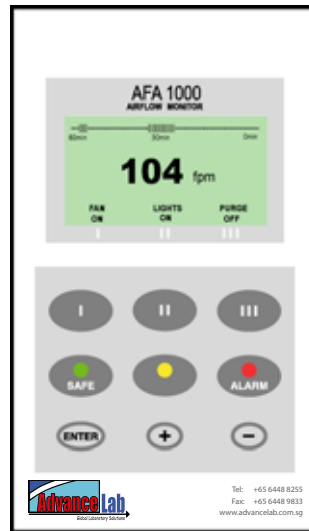 AFA 1000
AIRFLOW MONITOR
60min 30min 0min
104 fpm
FAN LIGHTS PURGE
ON ON OFF
I II III
I II III
SAFE ALARM
ENTER + −
AdvanceLab
Global Laboratory Solutions
Tel: +65 6448 8255
Fax: +65 6448 9833
www.advancelab.com.sg